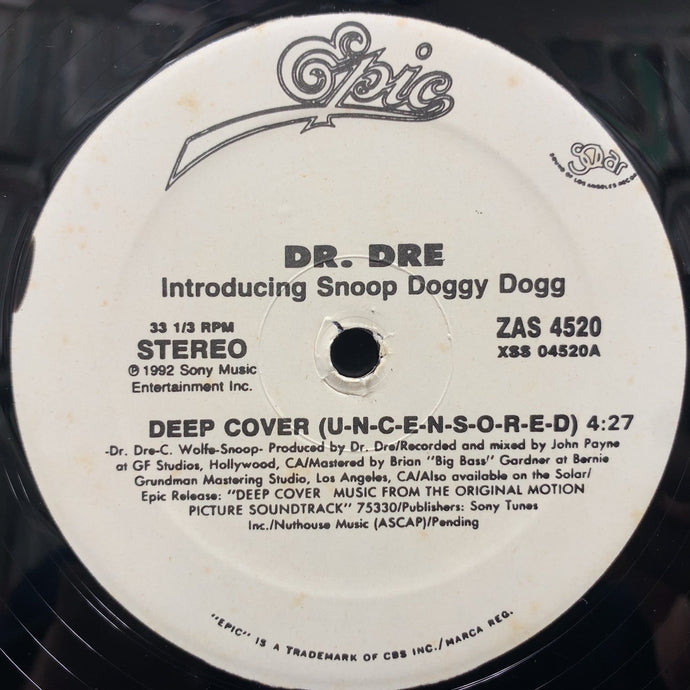 Epic
Solar
SOUND OF LOS ANGELES RECOR
DR. DRE
Introducing Snoop Doggy Dogg
33 1/3 RPM
STEREO
℗ 1992 Sony Music
Entertainment Inc.
ZAS 4520
XSS 04520A
DEEP COVER (U-N-C-E-N-S-O-R-E-D) 4:27
-Dr. Dre-C. Wolfe-Snoop- Produced by Dr. Dre/Recorded and mixed by John Payne
at GF Studios, Hollywood, CA/Mastered by Brian "Big Bass" Gardner at Bernie
Grundman Mastering Studio, Los Angeles, CA/Also available on the Solar/
Epic Release: "DEEP COVER MUSIC FROM THE ORIGINAL MOTION
PICTURE SOUNDTRACK" 75330/Publishers: Sony Tunes
Inc./Nuthouse Music (ASCAP)/Pending
"EPIC" IS A TRADEMARK OF CBS INC./MARCA REG.